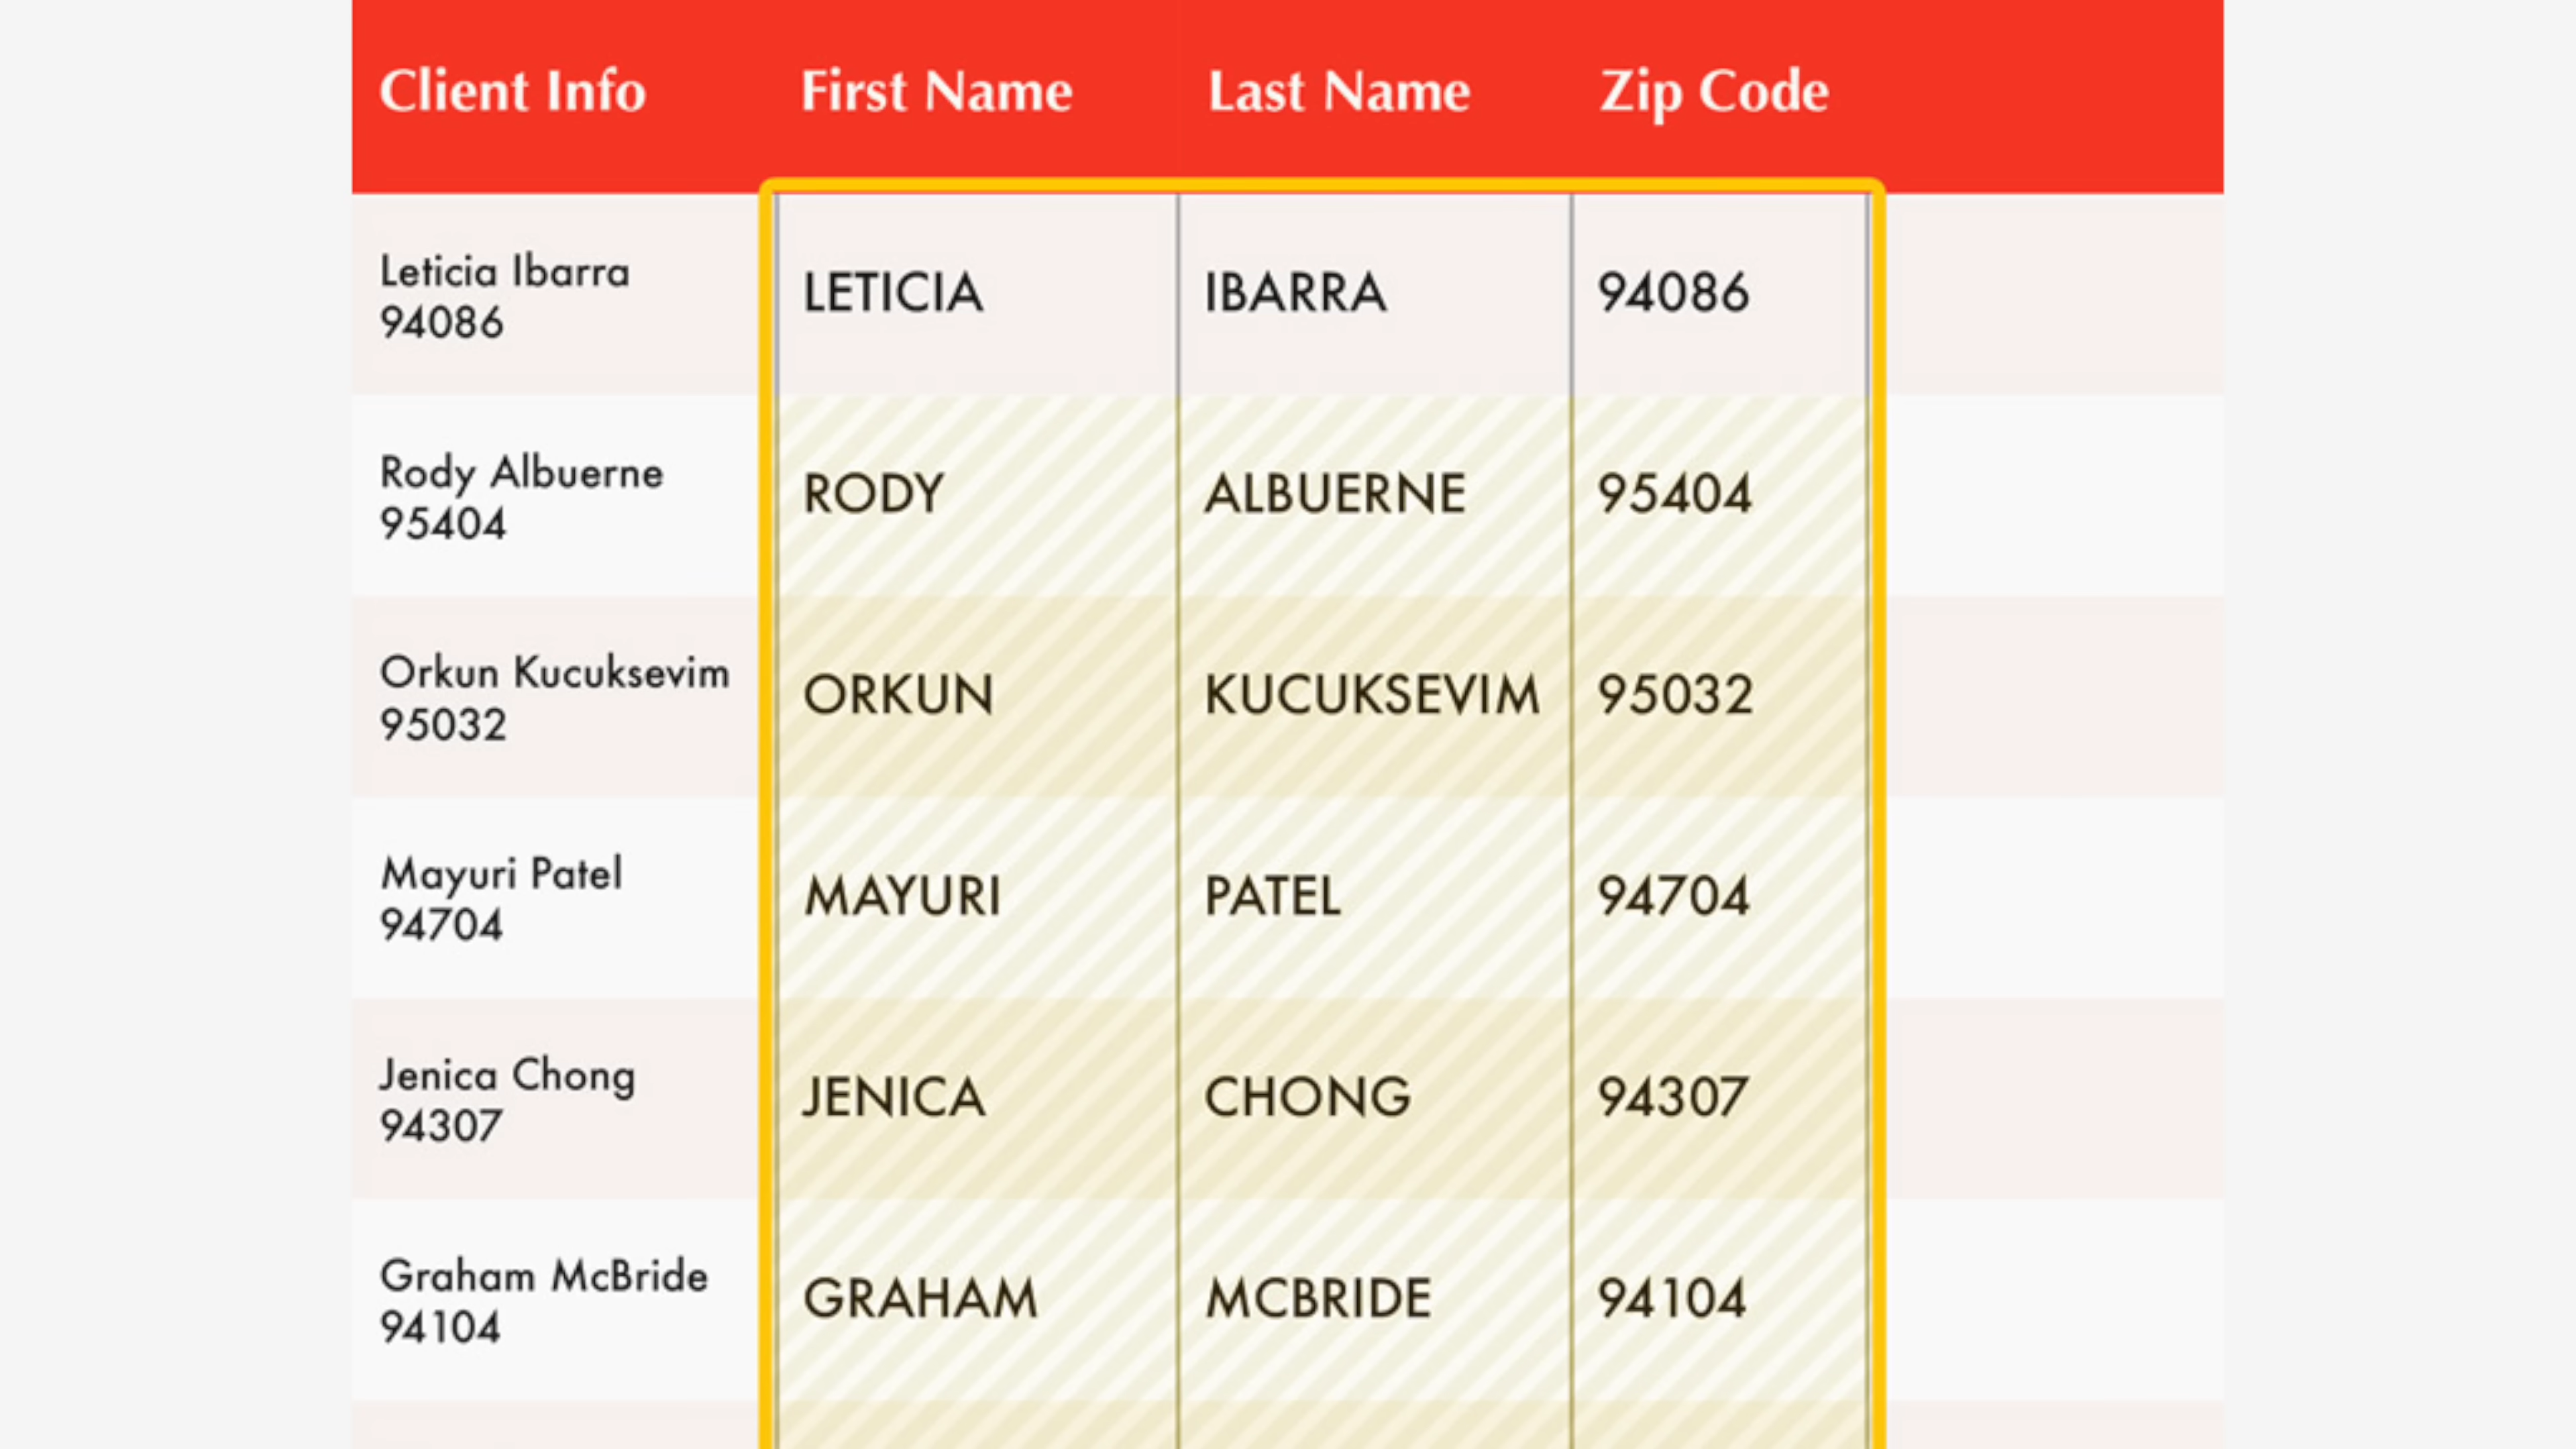 Client Info First Name Last Name Zip Code
Leticia Ibarra
94086
LETICIA IBARRA 94086
Rody Albuerne
95404
RODY ALBUERNE 95404
Orkun Kucuksevim
95032
ORKUN KUCUKSEVIM 95032
Mayuri Patel
94704
MAYURI PATEL 94704
Jenica Chong
94307
JENICA CHONG 94307
Graham McBride
94104
GRAHAM MCBRIDE 94104